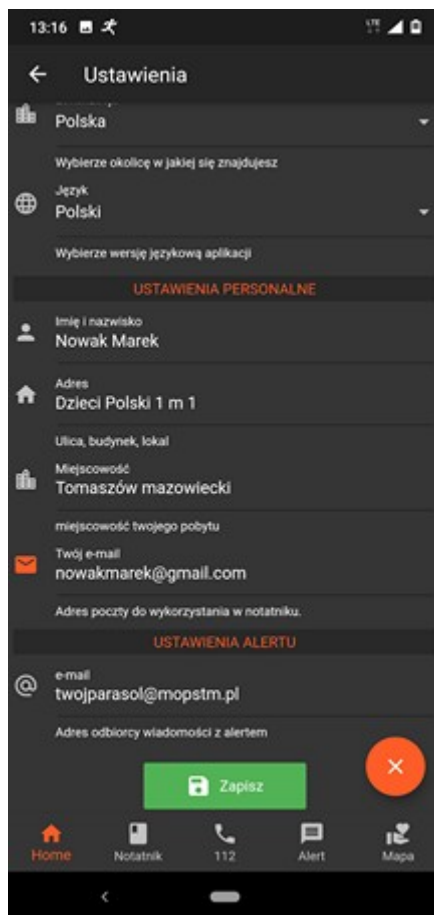 13:16
LTE
Ustawienia
Polska
Wybierze okolicę w jakiej się znajdujesz
Język
Polski
Wybierze wersję językową aplikacji
USTAWIENIA PERSONALNE
Imię i nazwisko
Nowak Marek
Adres
Dzieci Polski 1 m 1
Ulica, budynek, lokal
Miejscowość
Tomaszów mazowiecki
miejscowość twojego pobytu
Twój e-mail
nowakmarek@gmail.com
Adres poczty do wykorzystania w notatniku.
USTAWIENIA ALERTU
e-mail
twojparasol@mopstm.pl
Adres odbiorcy wiadomości z alertem
Zapisz
Home Notatnik 112 Alert Mapa